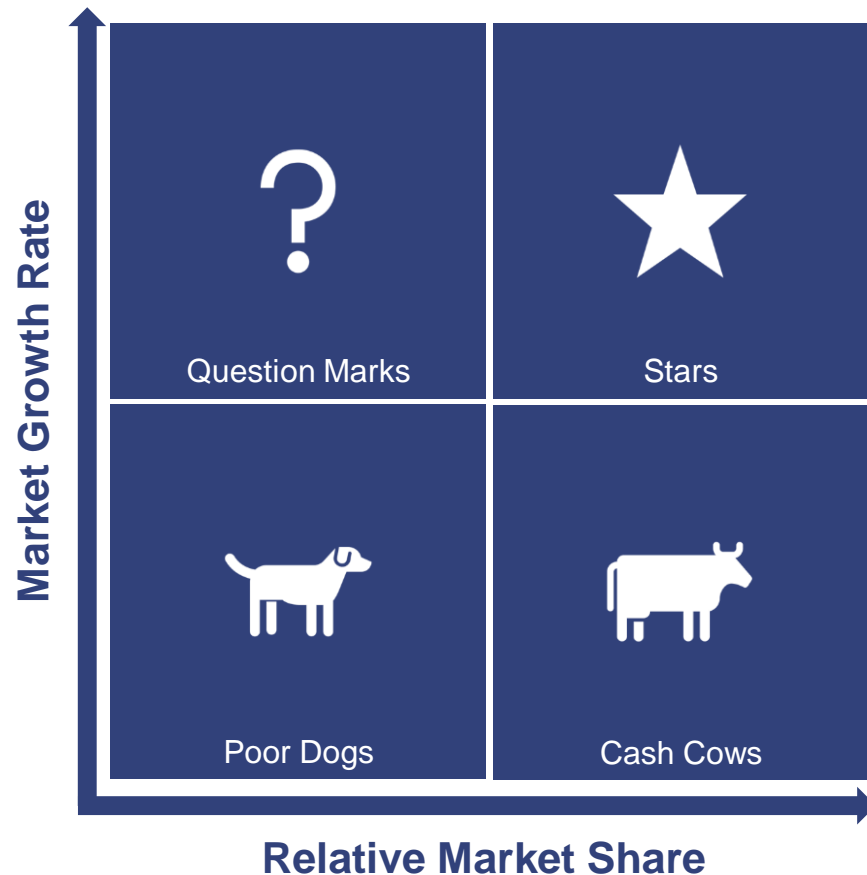 Market Growth Rate
?
Question Marks
Stars
Poor Dogs
Cash Cows
Relative Market Share